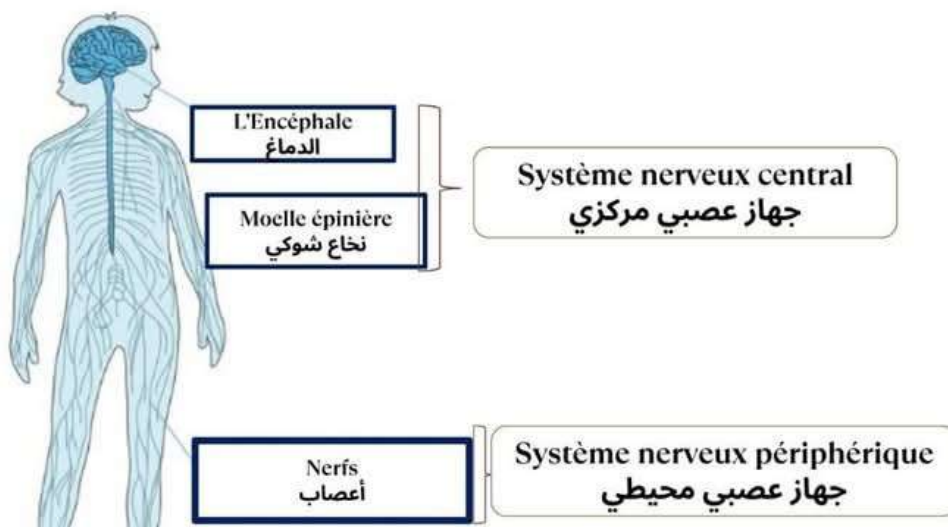 L'Encéphale
الدماغ
Moelle épinière
نخاع شوكي
Système nerveux central
جهاز عصبي مركزي
Nerfs
أعصاب
Système nerveux périphérique
جهاز عصبي محيطي